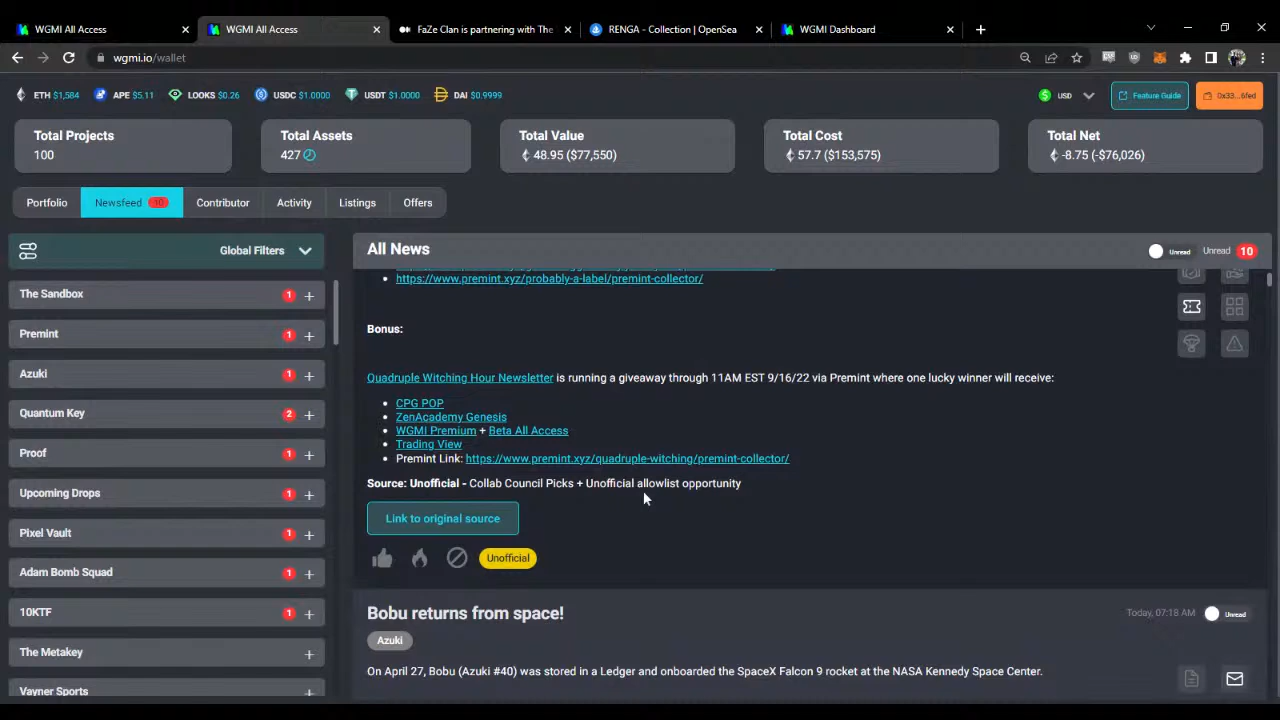 WGMI All Access
WGMI All Access
FaZe Clan is partnering with The
RENGA - Collection | OpenSea
WGMI Dashboard
wgmi.io/wallet
ETH $1,584 APE $5.11 LOOKS $0.26 USDC $1.0000 USDT $1.0000 DAI $0.9999
USD
Feature Guide
0x33...6fed
Total Projects
100
Total Assets
427
Total Value
48.95 ($77,550)
Total Cost
57.7 ($153,575)
Total Net
-8.75 (-$76,026)
Portfolio
Newsfeed 10
Contributor
Activity
Listings
Offers
Global Filters
The Sandbox 1 +
Premint 1 +
Azuki 1 +
Quantum Key 2 +
Proof 1 +
Upcoming Drops 1 +
Pixel Vault 1 +
Adam Bomb Squad 1 +
10KTF 1 +
The Metakey +
Vayner Sports
All News
Unread
Unread 10
• https://www.premint.xyz/probably-a-label/premint-collector/
Bonus:
Quadruple Witching Hour Newsletter is running a giveaway through 11AM EST 9/16/22 via Premint where one lucky winner will receive:
• CPG POP
• ZenAcademy Genesis
• WGMI Premium + Beta All Access
• Trading View
• Premint Link: https://www.premint.xyz/quadruple-witching/premint-collector/
Source: Unofficial - Collab Council Picks + Unofficial allowlist opportunity
Link to original source
Unofficial
Bobu returns from space!
Today, 07:18 AM
Unread
Azuki
On April 27, Bobu (Azuki #40) was stored in a Ledger and onboarded the SpaceX Falcon 9 rocket at the NASA Kennedy Space Center.